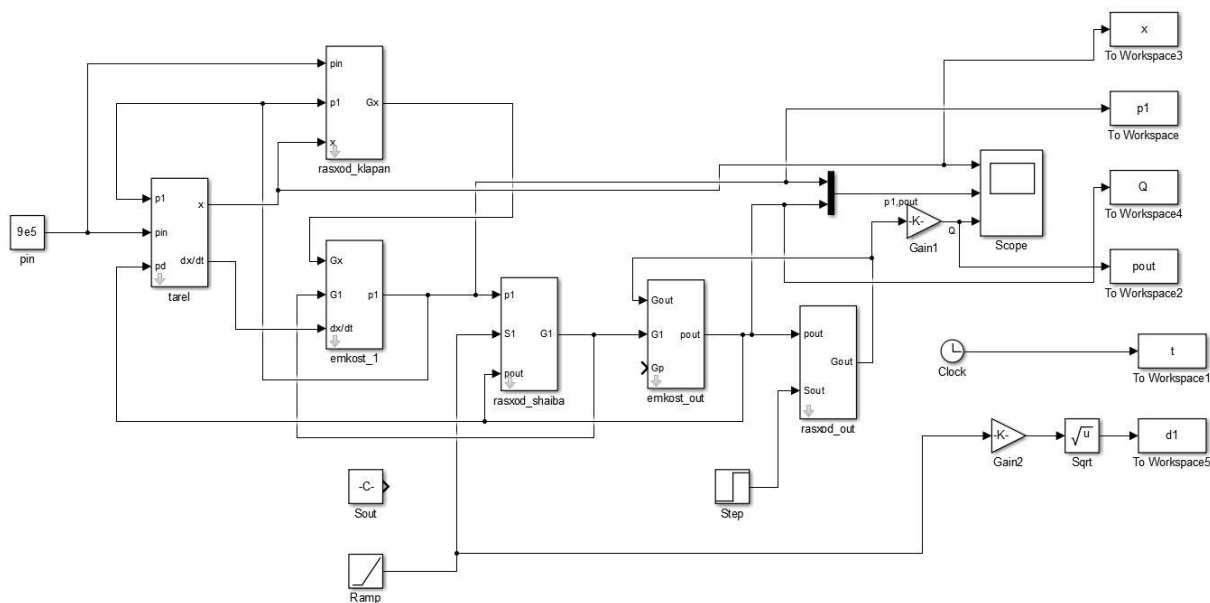 x
To Workspace3
pin
p1
Gx
x
rasxod_klapan
p1
To Workspace
p1
x
pin
pd
dx/dt
tarel
9e5
pin
p1,pout
-K-
Gain1
Q
Scope
Q
To Workspace4
pout
To Workspace2
Gx
G1
p1
dx/dt
emkost_1
p1
S1
G1
pout
rasxod_shaiba
Gout
G1
pout
Gp
emkost_out
pout
Gout
Sout
rasxod_out
Clock
t
To Workspace1
-K-
Gain2
√u
Sqrt
d1
To Workspace5
-C-
Sout
Step
Ramp